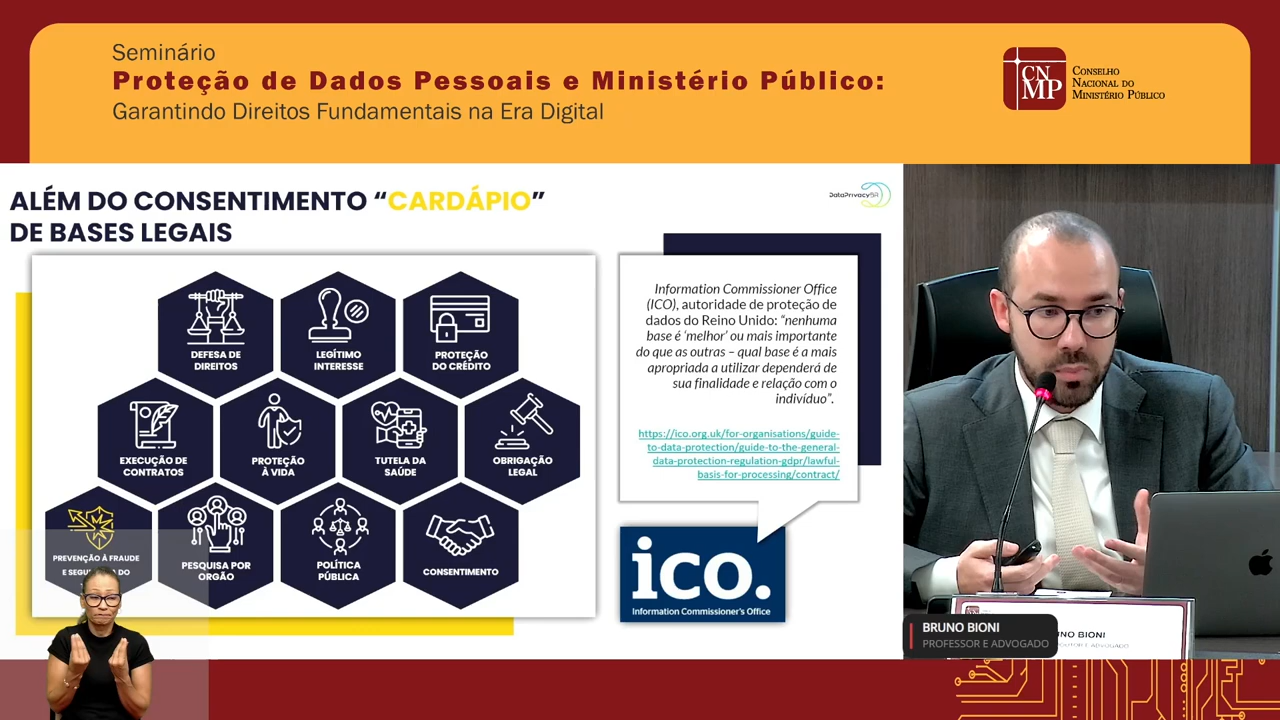 Seminário
Proteção de Dados Pessoais e Ministério Público:
Garantindo Direitos Fundamentais na Era Digital
CN
MP
CONSELHO
NACIONAL DO
MINISTÉRIO PÚBLICO
ALÉM DO CONSENTIMENTO “CARDÁPIO”
DE BASES LEGAIS
DataPrivacyBR
DEFESA DE
DIREITOS
LEGÍTIMO
INTERESSE
PROTEÇÃO
DO CRÉDITO
EXECUÇÃO DE
CONTRATOS
PROTEÇÃO
À VIDA
TUTELA DA
SAÚDE
OBRIGAÇÃO
LEGAL
PREVENÇÃO À FRAUDE
E
DO
PESQUISA POR
ORGÃO
POLÍTICA
PÚBLICA
CONSENTIMENTO
Information Commissioner Office
(ICO), autoridade de proteção de
dados do Reino Unido: “nenhuma
base é ‘melhor’ ou mais importante
do que as outras – qual base é a mais
apropriada a utilizar dependerá de
sua finalidade e relação com o
indivíduo”.
https://ico.org.uk/for-organisations/guide-
to-data-protection/guide-to-the-general-
data-protection-regulation-gdpr/lawful-
basis-for-processing/contract/
ico.
Information Commissioner's Office
BRUNO BIONI
PROFESSOR E ADVOGADO
NO BIONI
E ADVOGADO